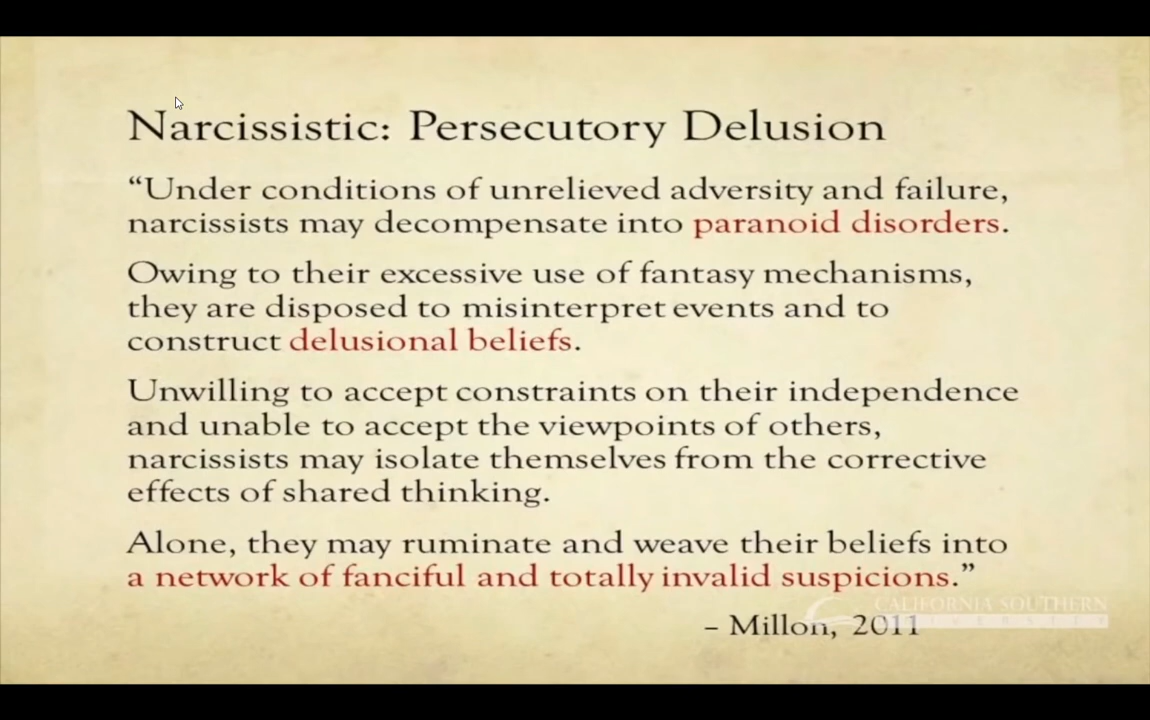 Narcissistic: Persecutory Delusion
“Under conditions of unrelieved adversity and failure,
narcissists may decompensate into paranoid disorders.
Owing to their excessive use of fantasy mechanisms,
they are disposed to misinterpret events and to
construct delusional beliefs.
Unwilling to accept constraints on their independence
and unable to accept the viewpoints of others,
narcissists may isolate themselves from the corrective
effects of shared thinking.
Alone, they may ruminate and weave their beliefs into
a network of fanciful and totally invalid suspicions.”
CALIFORNIA SOUTHERN
UNIVERSITY
– Millon, 2011